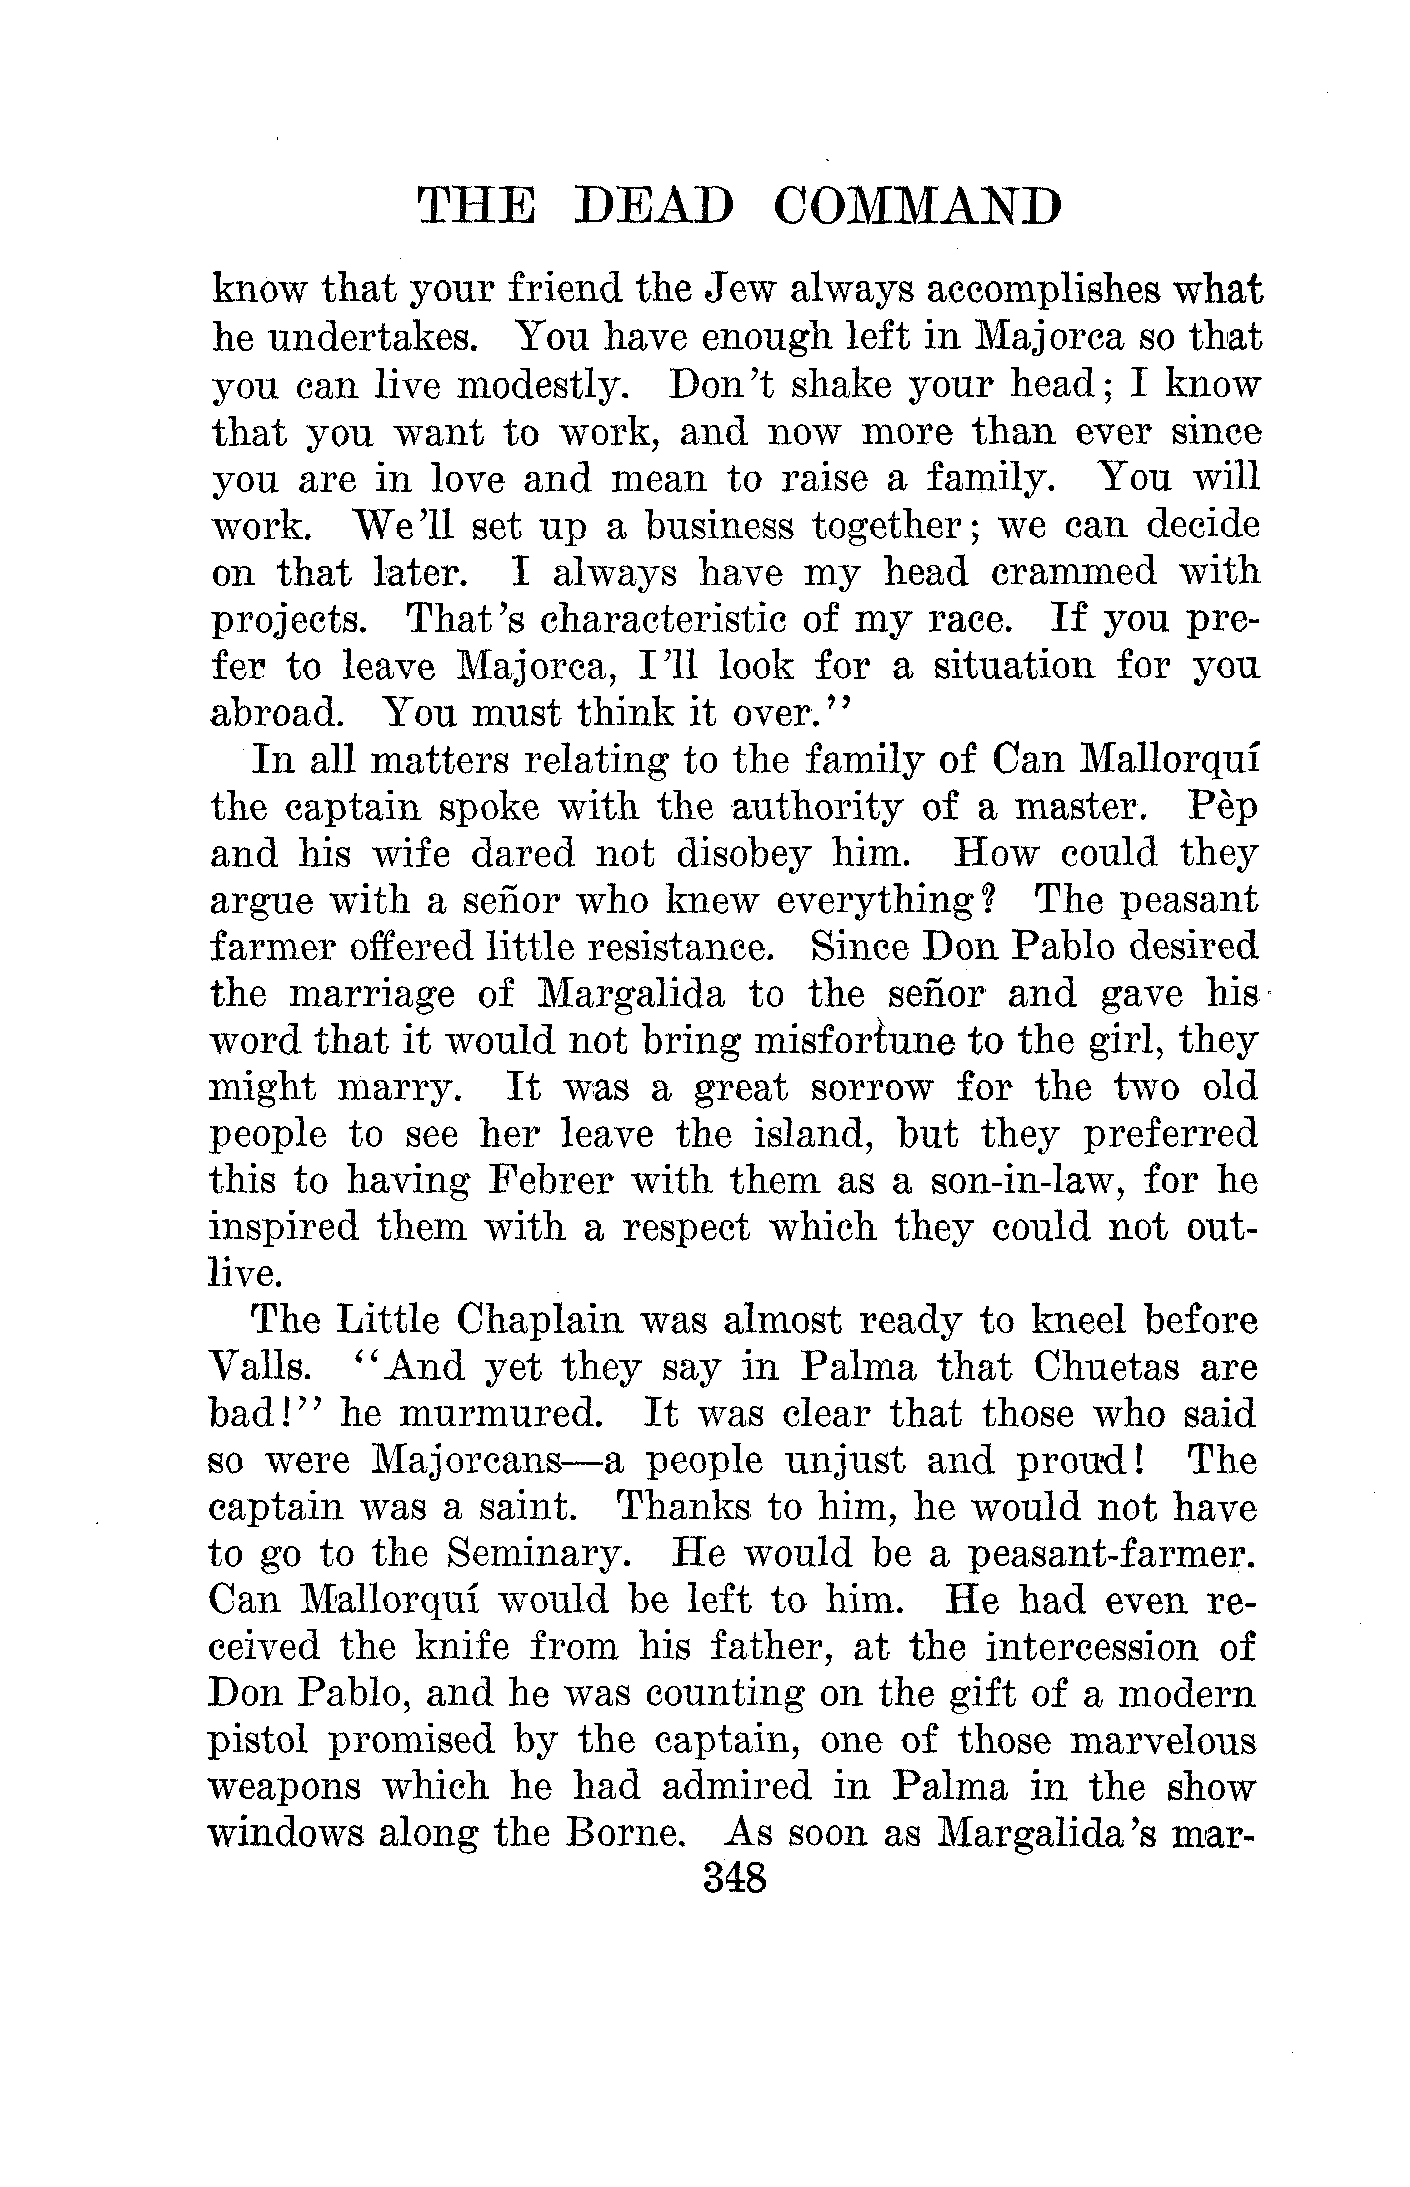 THE DEAD COMMAND
know that your friend the Jew always accomplishes what
he undertakes. You have enough left in Majorca so that
you can live modestly. Don't shake your head; I know
that you want to work, and now more than ever since
you are in love and mean to raise a family. You will
work. We'll set up a business together; we can decide
on that later. I always have my head crammed with
projects. That's characteristic of my race. If you pre-
fer to leave Majorca, I'll look for a situation for you
abroad. You must think it over.''
In all matters relating to the family of Can Mallorquí
the captain spoke with the authority of a master. Pèp
and his wife dared not disobey him. How could they
argue with a señor who knew everything? The peasant
farmer offered little resistance. Since Don Pablo desired
the marriage of Margalida to the señor and gave his
word that it would not bring misfortune to the girl, they
might marry. It was a great sorrow for the two old
people to see her leave the island, but they preferred
this to having Febrer with them as a son-in-law, for he
inspired them with a respect which they could not out-
live.
The Little Chaplain was almost ready to kneel before
Valls. ''And yet they say in Palma that Chuetas are
bad!'' he murmured. It was clear that those who said
so were Majorcans—a people unjust and proud! The
captain was a saint. Thanks to him, he would not have
to go to the Seminary. He would be a peasant-farmer.
Can Mallorquí would be left to him. He had even re-
ceived the knife from his father, at the intercession of
Don Pablo, and he was counting on the gift of a modern
pistol promised by the captain, one of those marvelous
weapons which he had admired in Palma in the show
windows along the Borne. As soon as Margalida's mar-
348